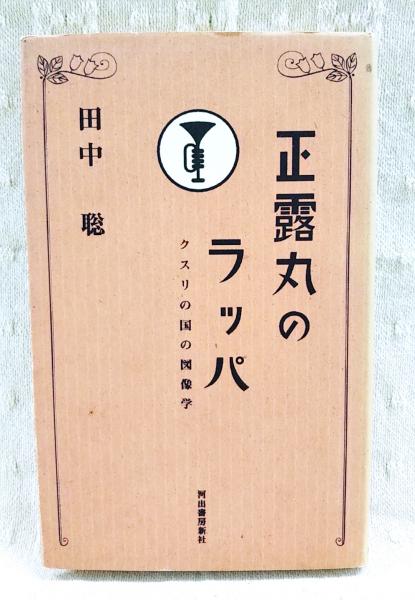 正露丸の
ラッパ
クスリの国の図像学
田中 聡
河出書房新社